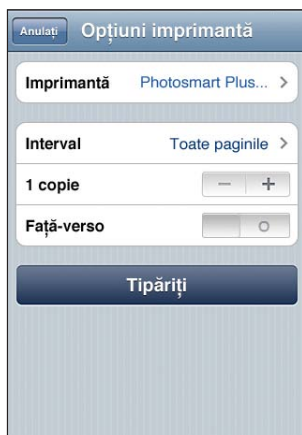 Anulați Opțiuni imprimantă
Imprimantă Photosmart Plus... >
Interval Toate paginile >
1 copie − +
Față-verso
Tipăriți